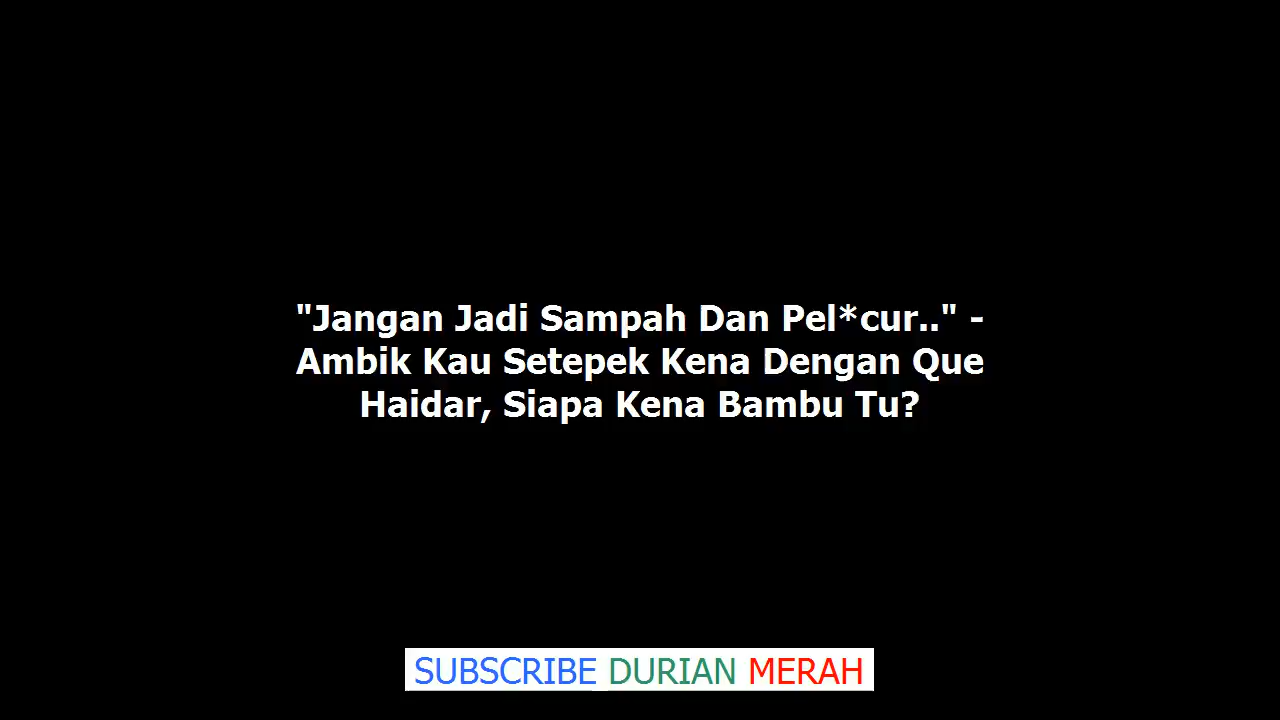 "Jangan Jadi Sampah Dan Pel*cur.." -
Ambik Kau Setepek Kena Dengan Que
Haidar, Siapa Kena Bambu Tu?
SUBSCRIBE DURIAN MERAH